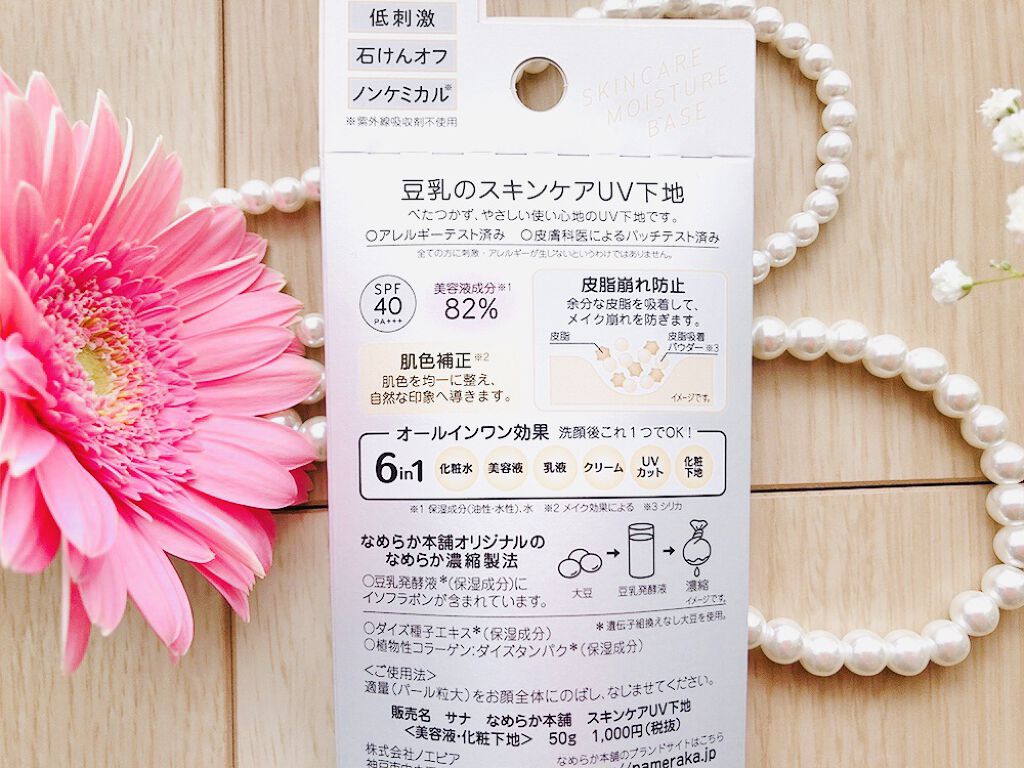 低刺激
石けんオフ
ノンケミカル※
※紫外線吸収剤不使用
SKINCARE
MOISTURE
BASE
豆乳のスキンケアUV下地
べたつかず、やさしい使い心地のUV下地です。
○アレルギーテスト済み ○皮膚科医によるパッチテスト済み
全ての方に刺激・アレルギーが生じないというわけではありません。
SPF
40
PA+++
美容液成分※1
82%
皮脂崩れ防止
余分な皮脂を吸着して、
メイク崩れを防ぎます。
皮脂
皮脂吸着
パウダー※3
イメージです。
肌色補正※2
肌色を均一に整え、
自然な印象へ導きます。
オールインワン効果 洗顔後これ1つでOK!
6in1 化粧水 美容液 乳液 クリーム UVカット 化粧下地
※1 保湿成分(油性・水性)、水 ※2 メイク効果による ※3 シリカ
なめらか本舗オリジナルの
なめらか濃縮製法
○豆乳発酵液*(保湿成分)に
イソフラボンが含まれています。
大豆 豆乳発酵液 濃縮
イメージです。
*遺伝子組換えなし大豆を使用。
○ダイズ種子エキス*(保湿成分)
○植物性コラーゲン:ダイズタンパク*(保湿成分)
<ご使用法>
適量(パール粒大)をお顔全体にのばし、なじませてください。
販売名 サナ なめらか本舗 スキンケアUV下地
<美容液・化粧下地> 50g 1,000円(税抜)
株式会社ノエビア
なめらか本舗のブランドサイトはこちら
//nameraka.jp